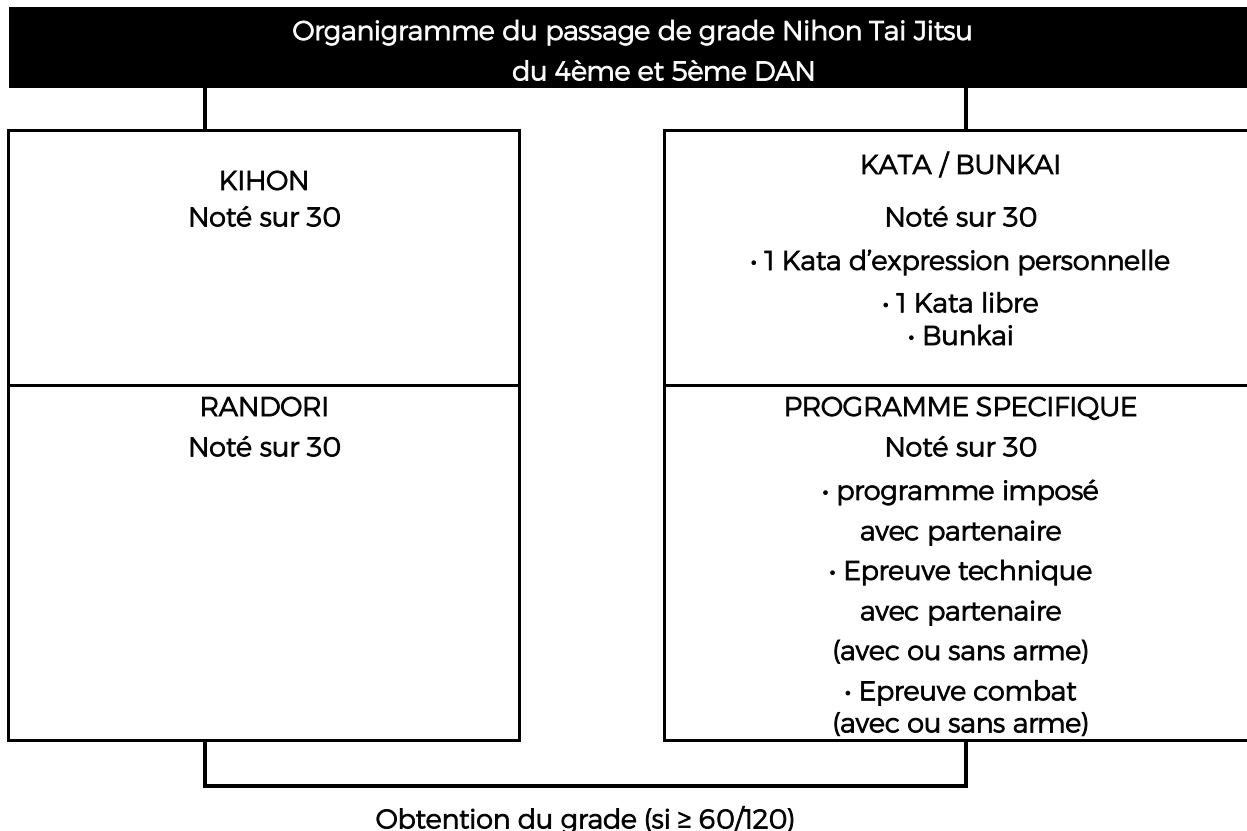 Organigramme du passage de grade Nihon Tai Jitsu
du 4ème et 5ème DAN
KIHON
Noté sur 30
KATA / BUNKAI
Noté sur 30
• 1 Kata d'expression personnelle
• 1 Kata libre
• Bunkai
RANDORI
Noté sur 30
PROGRAMME SPECIFIQUE
Noté sur 30
• programme imposé
avec partenaire
• Epreuve technique
avec partenaire
(avec ou sans arme)
• Epreuve combat
(avec ou sans arme)
Obtention du grade (si ≥ 60/120)